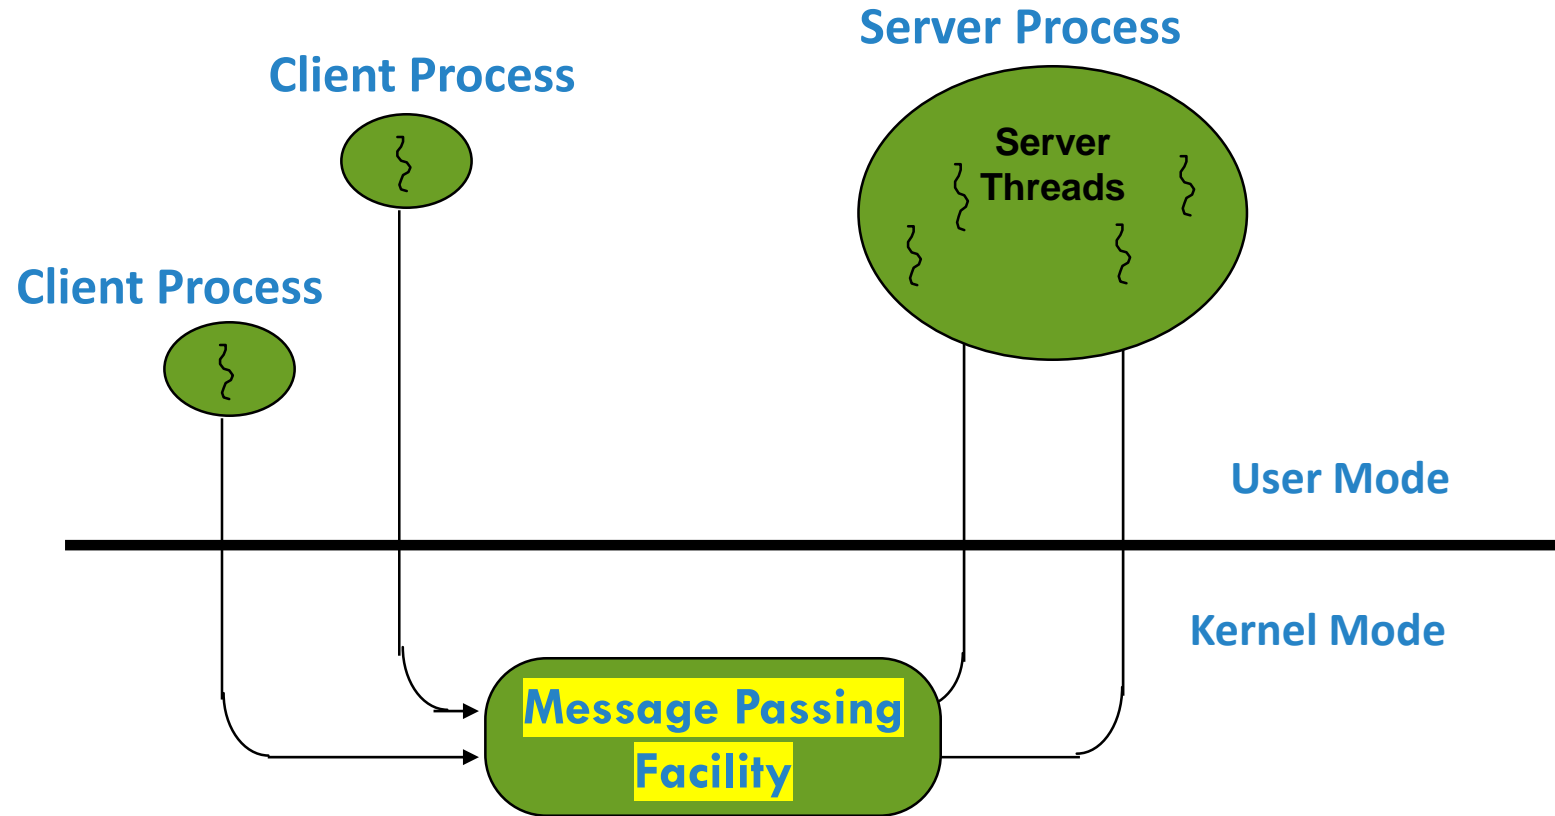 Server Process
Client Process
Server
Threads
Client Process
User Mode
Kernel Mode
Message Passing
Facility